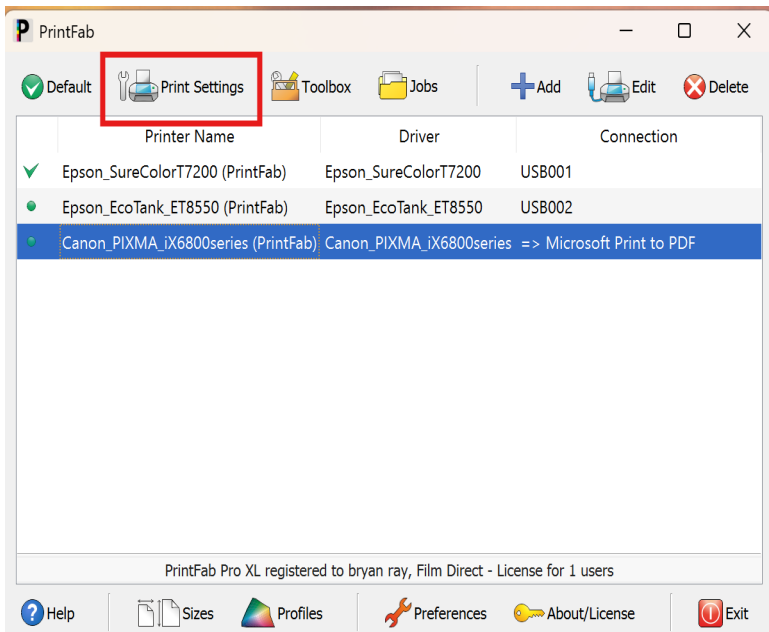 PrintFab
Default Print Settings Toolbox Jobs Add Edit Delete
Printer Name Driver Connection
Epson_SureColorT7200 (PrintFab) Epson_SureColorT7200 USB001
Epson_EcoTank_ET8550 (PrintFab) Epson_EcoTank_ET8550 USB002
Canon_PIXMA_iX6800series (PrintFab) Canon_PIXMA_iX6800series => Microsoft Print to PDF
PrintFab Pro XL registered to bryan ray, Film Direct - License for 1 users
Help Sizes Profiles Preferences About/License Exit